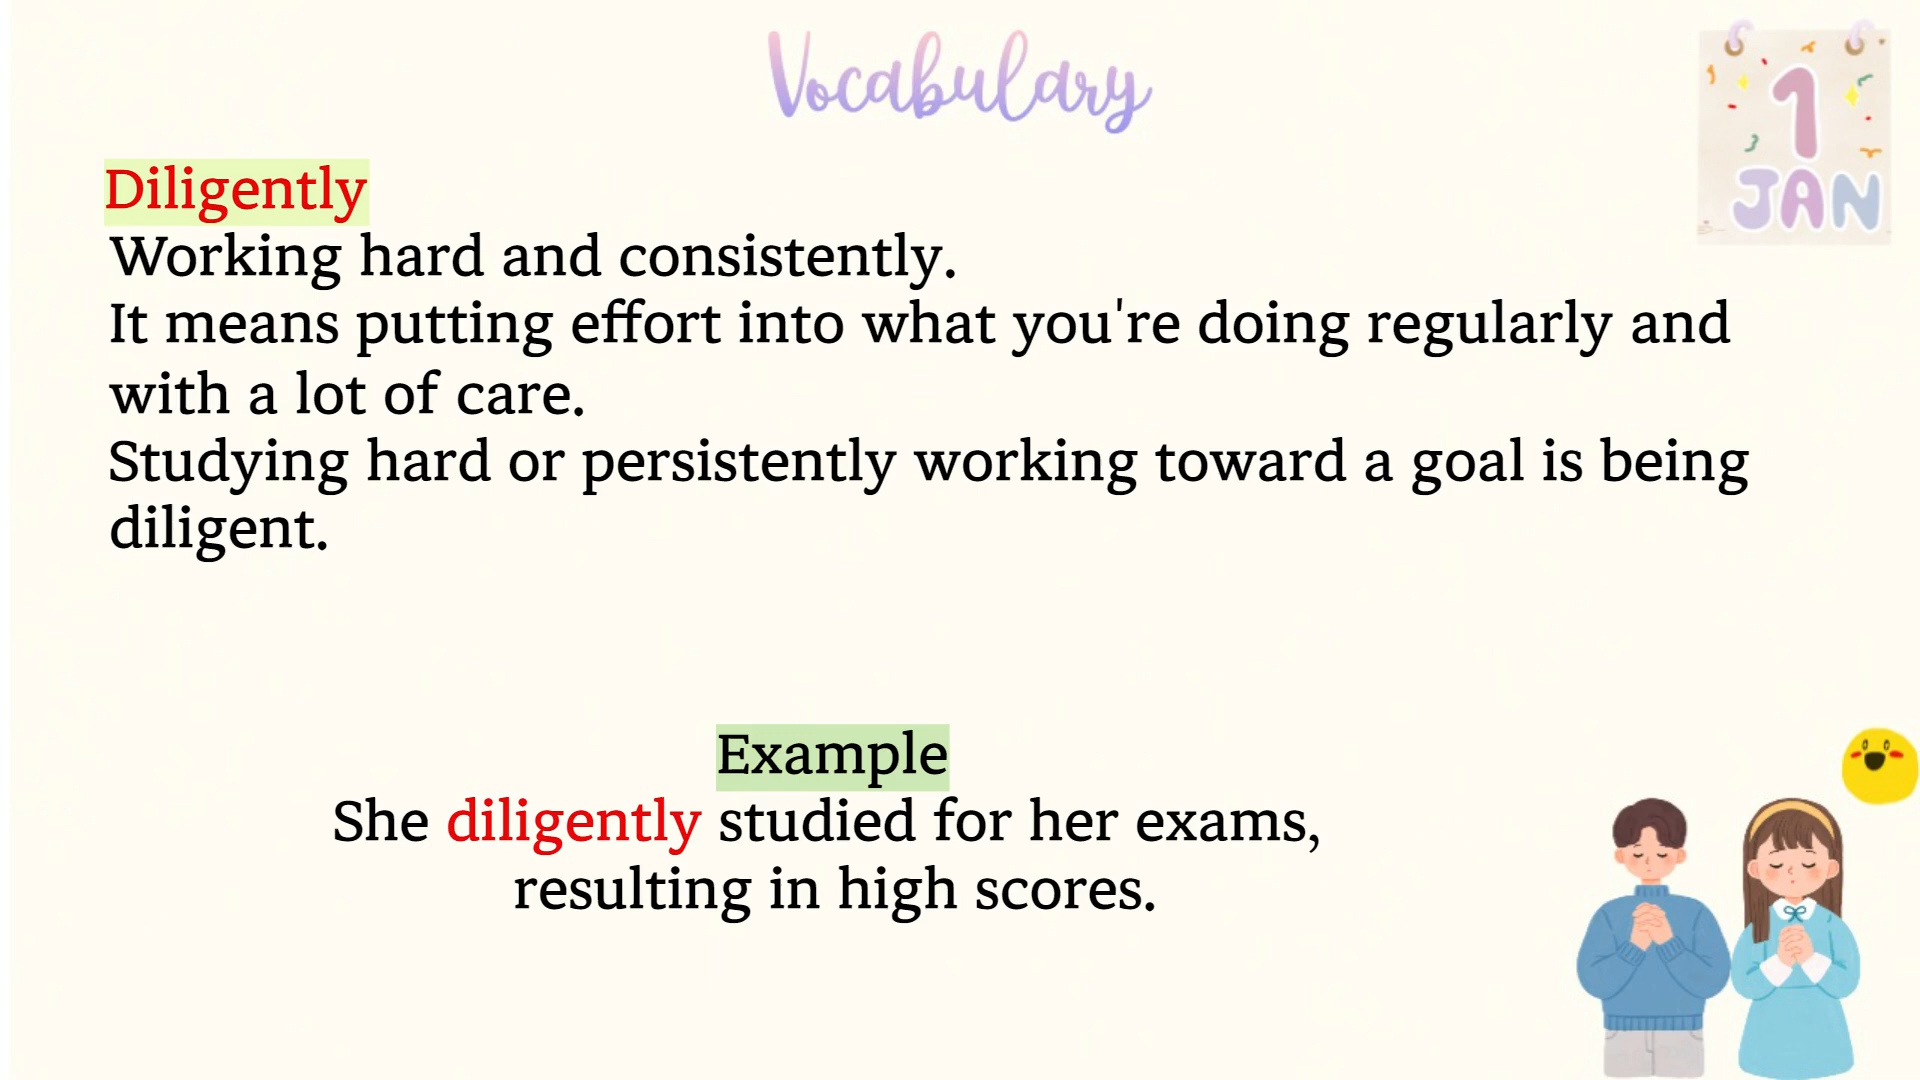 Vocabulary
1
JAN
Diligently
Working hard and consistently.
It means putting effort into what you're doing regularly and
with a lot of care.
Studying hard or persistently working toward a goal is being
diligent.
Example
She diligently studied for her exams,
resulting in high scores.